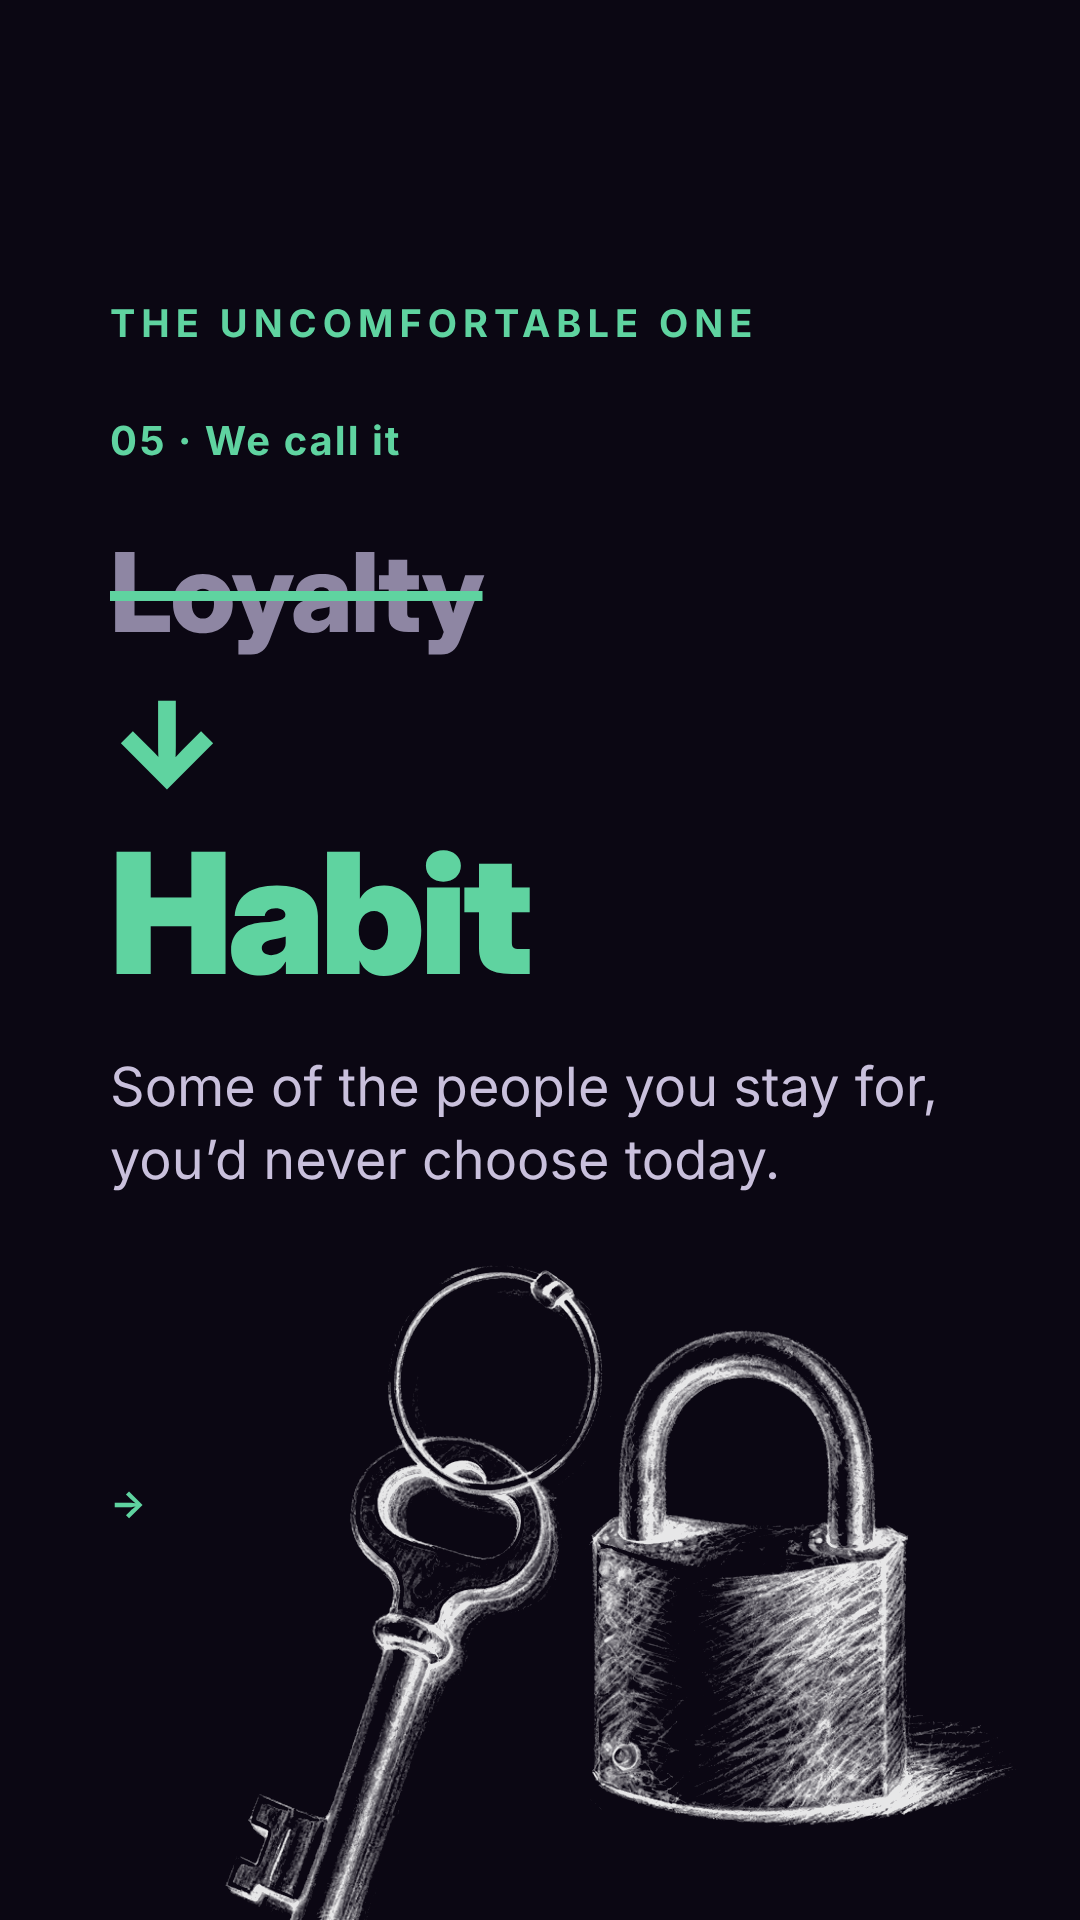 THE UNCOMFORTABLE ONE
05 · We call it
Loyalty
↓
Habit
Some of the people you stay for,
you’d never choose today.
→